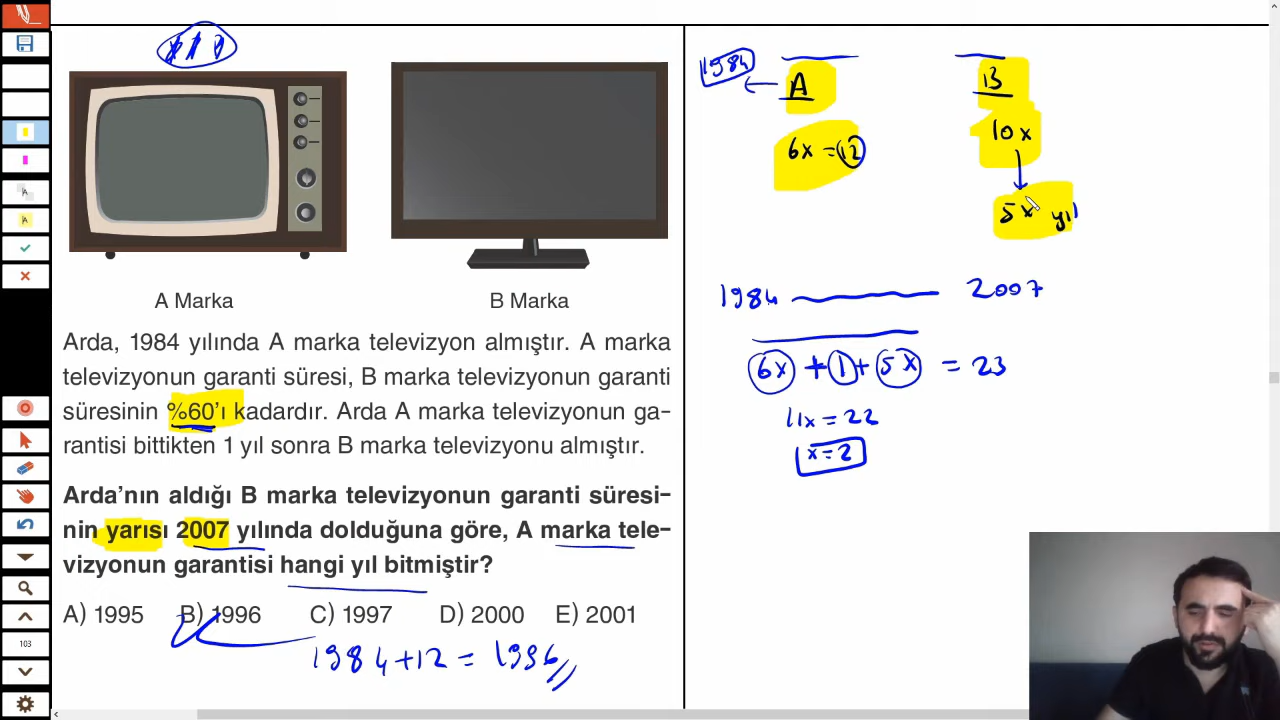 A Marka
B Marka
Arda, 1984 yılında A marka televizyon almıştır. A marka
televizyonun garanti süresi, B marka televizyonun garanti
süresinin %60'ı kadardır. Arda A marka televizyonun ga-
rantisi bittikten 1 yıl sonra B marka televizyonu almıştır.
Arda'nın aldığı B marka televizyonun garanti süresi-
nin yarısı 2007 yılında dolduğuna göre, A marka tele-
vizyonun garantisi hangi yıl bitmiştir?
A) 1995 B) 1996 C) 1997 D) 2000 E) 2001
1984+12 = 1996
1984
A B
6x = 12 10x
5x yıl
1984 2007
6x + 1 + 5x = 23
11x = 22
x = 2
A
A
103